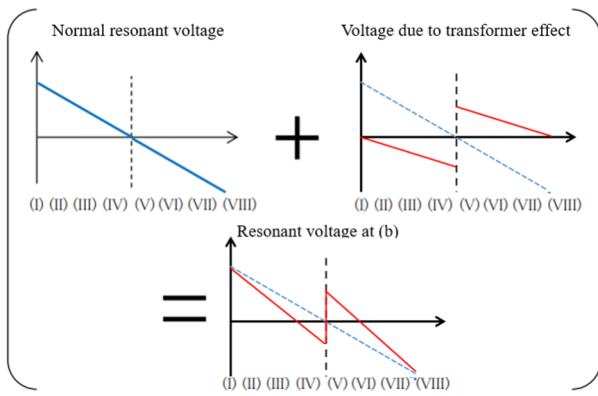 Normal resonant voltage
Voltage due to transformer effect
(I) (II) (III) (IV) (V) (VI) (VII) (VIII)
(I) (II) (III) (IV) (V) (VI) (VII) (VIII)
Resonant voltage at (b)
(I) (II) (III) (IV) (V) (VI) (VII) (VIII)